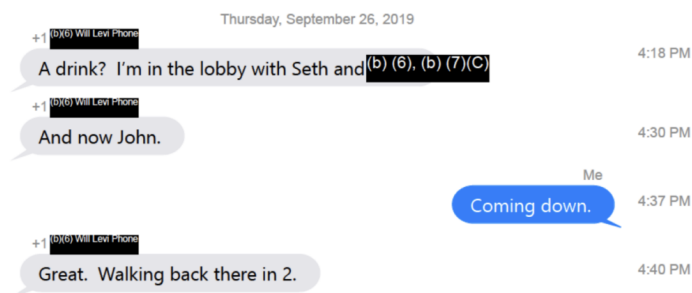 Thursday, September 26, 2019
+1 (b)(6) Will Levi Phone
A drink? I'm in the lobby with Seth and (b) (6), (b) (7)(C)
4:18 PM
+1 (b)(6) Will Levi Phone
And now John.
4:30 PM
Me
Coming down.
4:37 PM
+1 (b)(6) Will Levi Phone
Great. Walking back there in 2.
4:40 PM